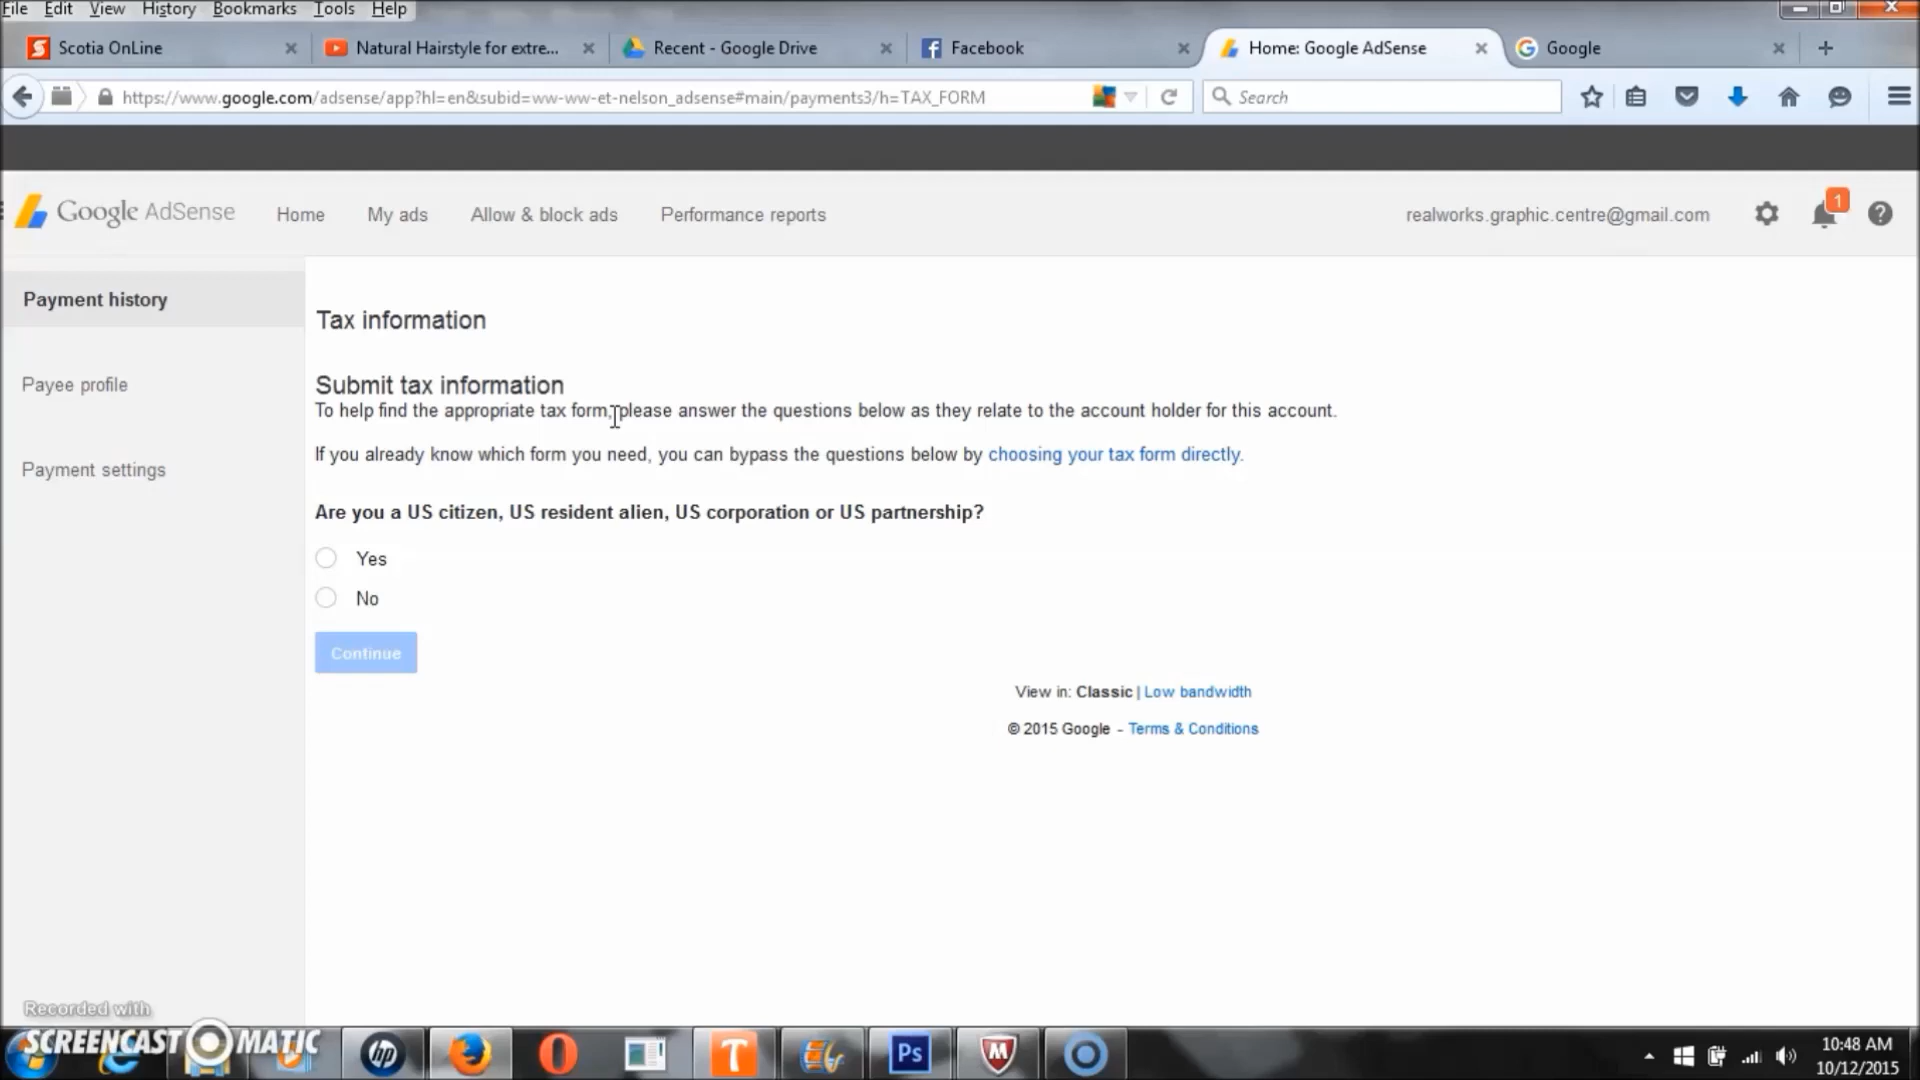 File Edit View History Bookmarks Tools Help
Scotia OnLine
Natural Hairstyle for extre...
Recent - Google Drive
Facebook
Home: Google AdSense
Google
https://www.google.com/adsense/app?hl=en&subid=ww-ww-et-nelson_adsense#main/payments3/h=TAX_FORM
Search
Google AdSense
Home
My ads
Allow & block ads
Performance reports
realworks.graphic.centre@gmail.com
1
Payment history
Payee profile
Payment settings
Tax information
Submit tax information
To help find the appropriate tax form, please answer the questions below as they relate to the account holder for this account.
If you already know which form you need, you can bypass the questions below by choosing your tax form directly.
Are you a US citizen, US resident alien, US corporation or US partnership?
Yes
No
Continue
View in: Classic | Low bandwidth
© 2015 Google - Terms & Conditions
Recorded with
SCREENCAST MATIC
hp
T
Ps
10:48 AM
10/12/2015